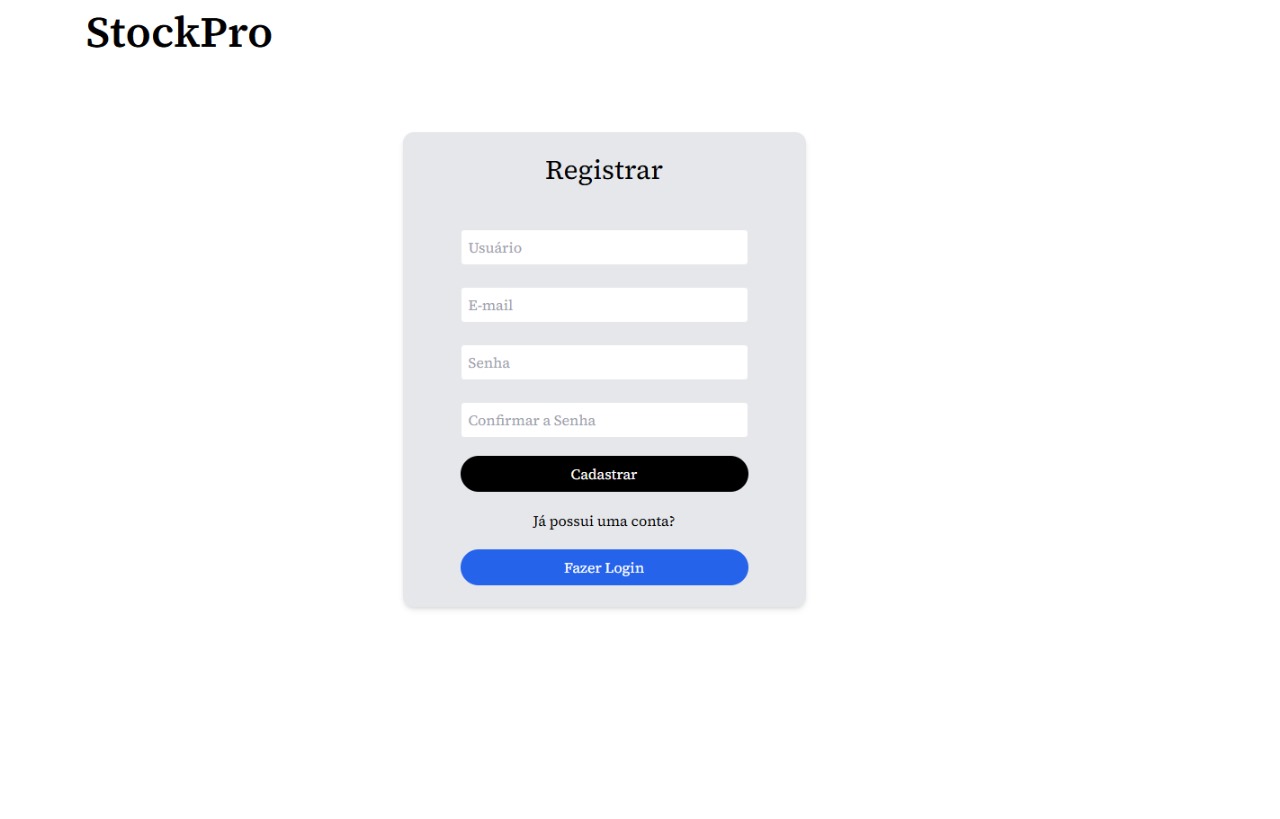 StockPro
Registrar
Usuário
E-mail
Senha
Confirmar a Senha
Cadastrar
Já possui uma conta?
Fazer Login